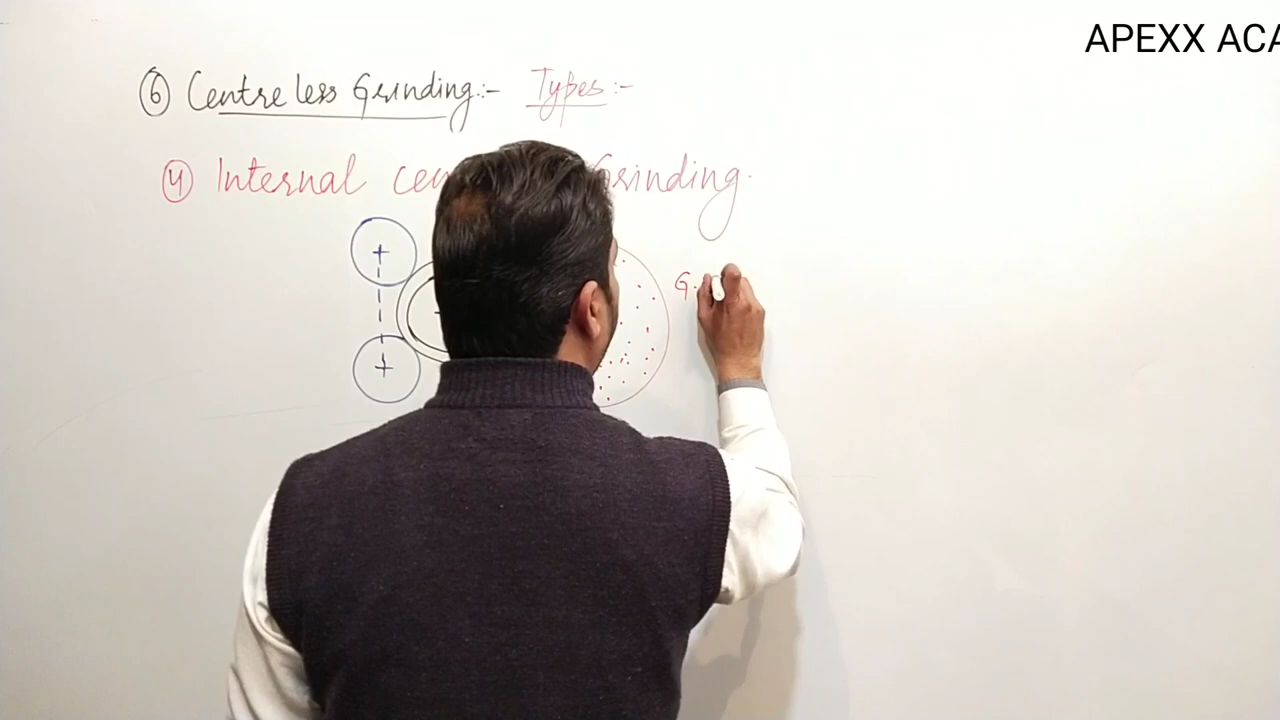 APEXX ACA
⑥ Centre less Grinding:- Types:-
④ Internal cen Grinding.
+
+
G.